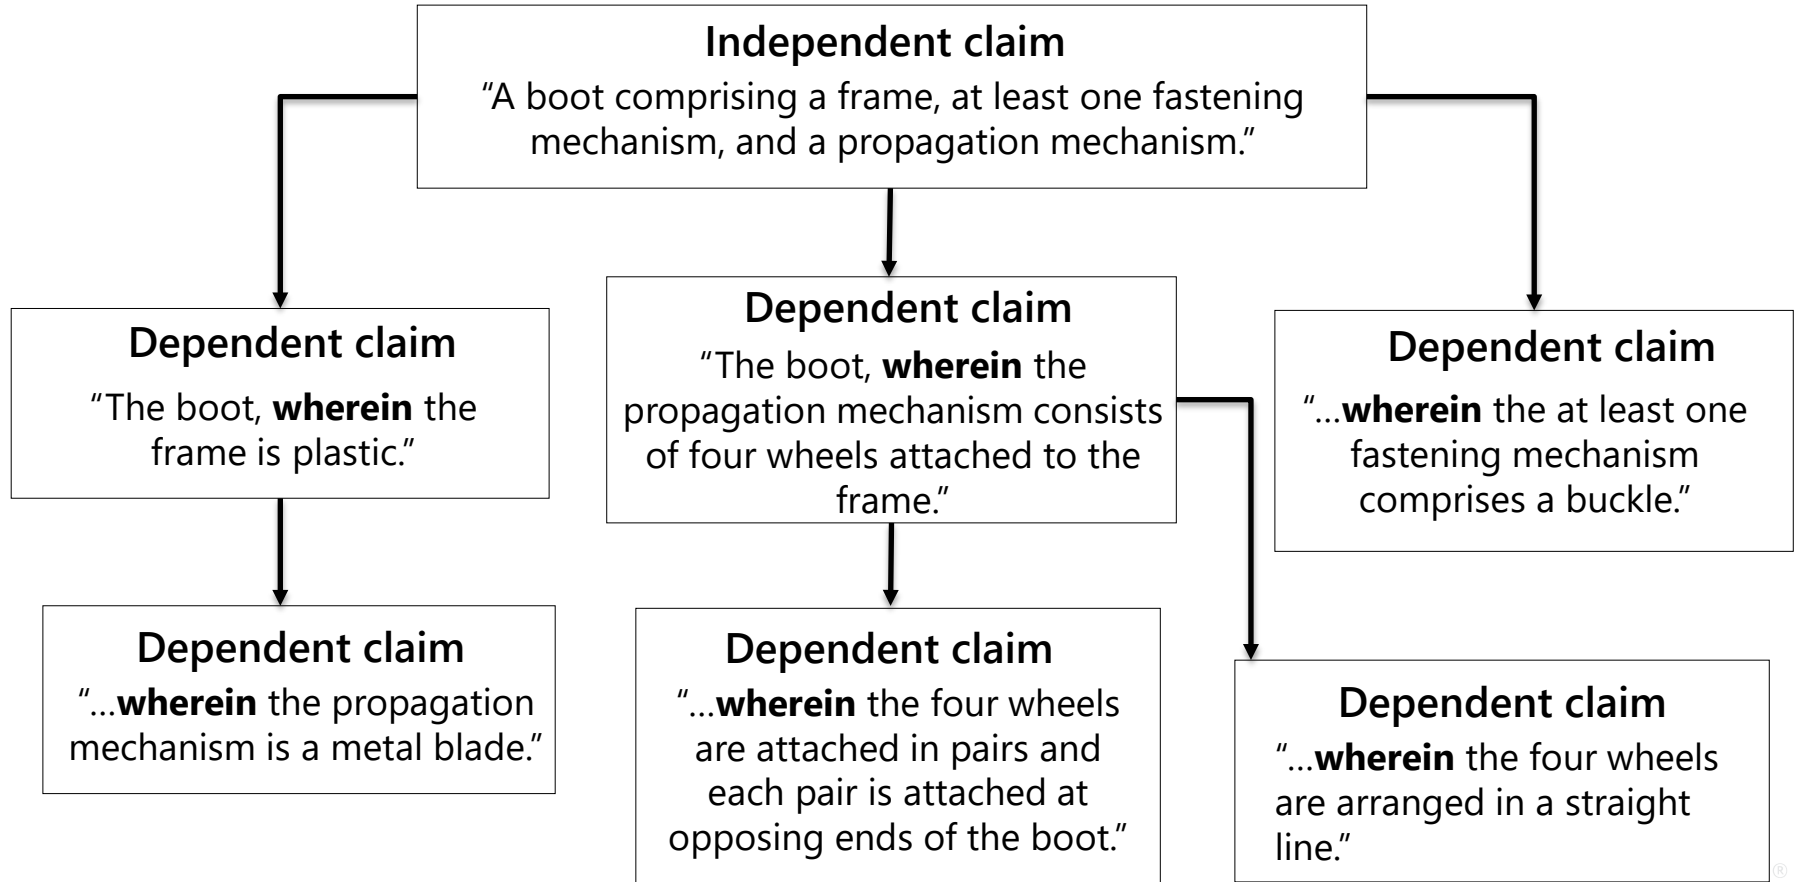 Independent claim
“A boot comprising a frame, at least one fastening
mechanism, and a propagation mechanism.”
Dependent claim
“The boot, wherein the
frame is plastic.”
Dependent claim
“The boot, wherein the
propagation mechanism consists
of four wheels attached to the
frame.”
Dependent claim
“...wherein the at least one
fastening mechanism
comprises a buckle.”
Dependent claim
“...wherein the propagation
mechanism is a metal blade.”
Dependent claim
“...wherein the four wheels
are attached in pairs and
each pair is attached at
opposing ends of the boot.”
Dependent claim
“...wherein the four wheels
are arranged in a straight
line.”
®